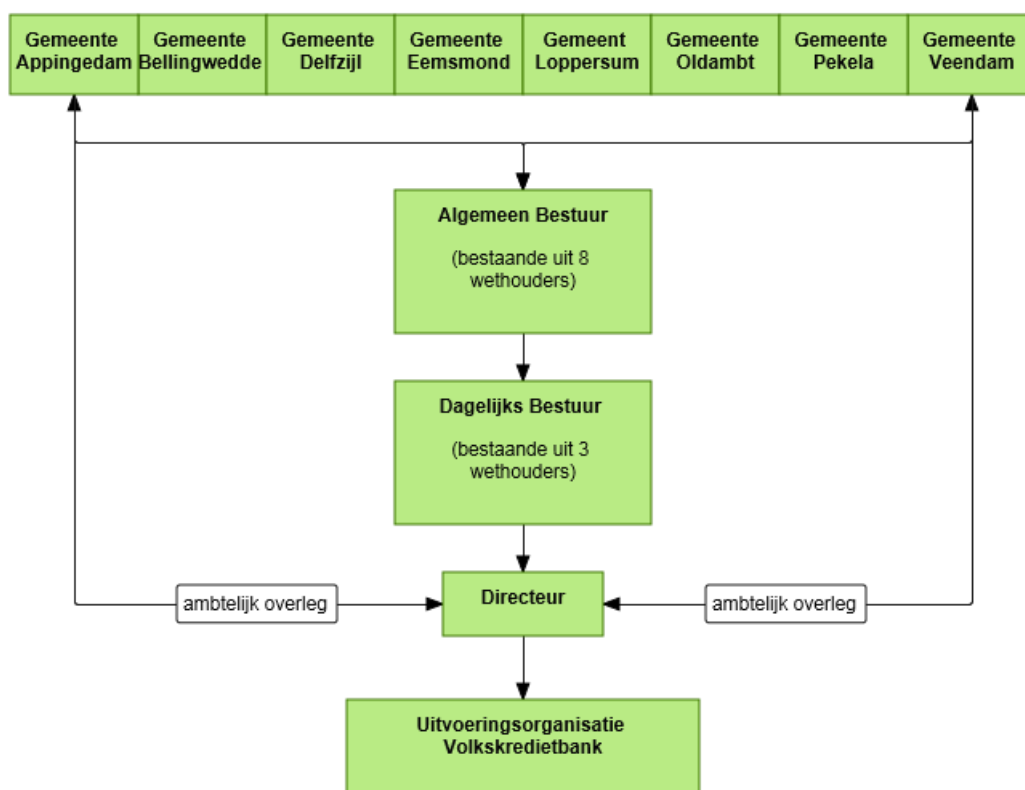 Gemeente Appingedam
Gemeente Bellingwedde
Gemeente Delfzijl
Gemeente Eemsmond
Gemeent Loppersum
Gemeente Oldambt
Gemeente Pekela
Gemeente Veendam
Algemeen Bestuur
(bestaande uit 8
wethouders)
Dagelijks Bestuur
(bestaande uit 3
wethouders)
ambtelijk overleg
Directeur
ambtelijk overleg
Uitvoeringsorganisatie
Volkskredietbank